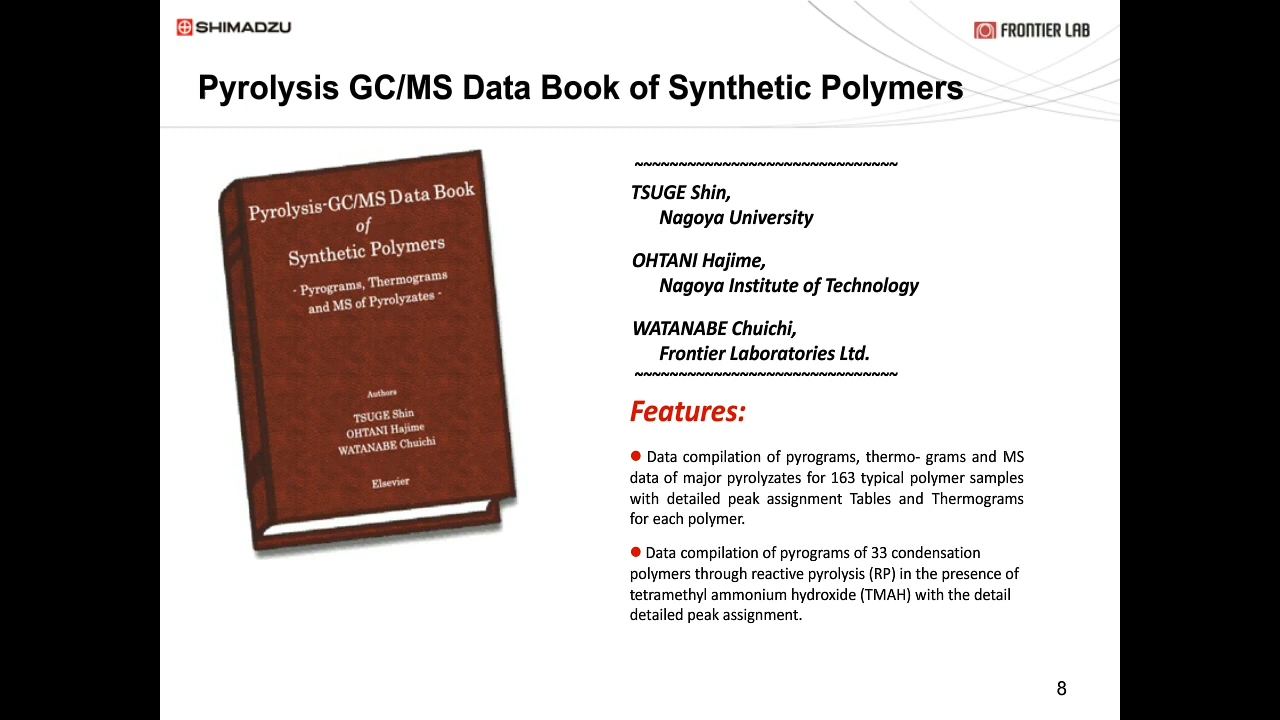 SHIMADZU
FRONTIER LAB
Pyrolysis GC/MS Data Book of Synthetic Polymers
Pyrolysis-GC/MS Data Book
of
Synthetic Polymers
- Pyrograms, Thermograms
and MS of Pyrolyzates -
Authors
TSUGE Shin
OHTANI Hajime
WATANABE Chuichi
Elsevier
~~~~~~~~~~~~~~~~~~~~~~~~~~~~~~
TSUGE Shin,
Nagoya University
OHTANI Hajime,
Nagoya Institute of Technology
WATANABE Chuichi,
Frontier Laboratories Ltd.
~~~~~~~~~~~~~~~~~~~~~~~~~~~~~~
Features:
● Data compilation of pyrograms, thermo- grams and MS
data of major pyrolyzates for 163 typical polymer samples
with detailed peak assignment Tables and Thermograms
for each polymer.
● Data compilation of pyrograms of 33 condensation
polymers through reactive pyrolysis (RP) in the presence of
tetramethyl ammonium hydroxide (TMAH) with the detail
detailed peak assignment.
8